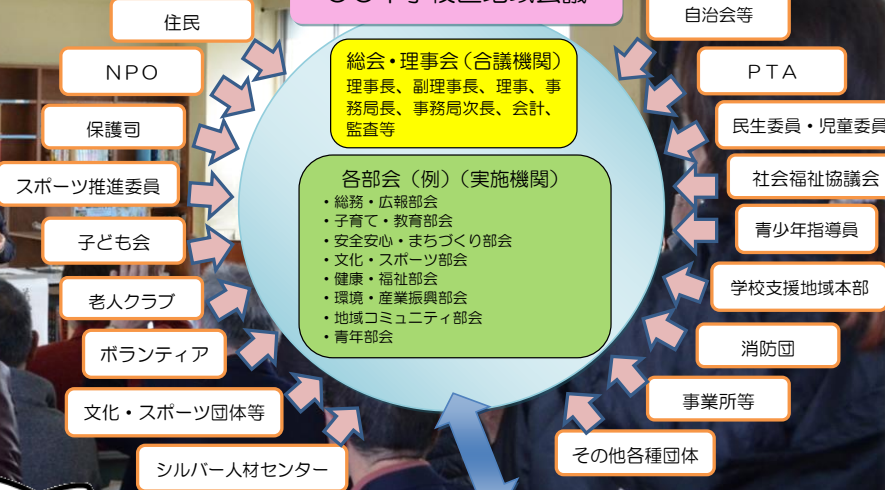 住民
NPO
保護司
スポーツ推進委員
子ども会
老人クラブ
ボランティア
文化・スポーツ団体等
シルバー人材センター
総会・理事会(合議機関)
理事長、副理事長、理事、事
務局長、事務局次長、会計、
監査等
各部会(例)(実施機関)
・総務・広報部会
・子育て・教育部会
・安全安心・まちづくり部会
・文化・スポーツ部会
・健康・福祉部会
・環境・産業振興部会
・地域コミュニティ部会
・青年部会
自治会等
PTA
民生委員・児童委員
社会福祉協議会
青少年指導員
学校支援地域本部
消防団
事業所等
その他各種団体